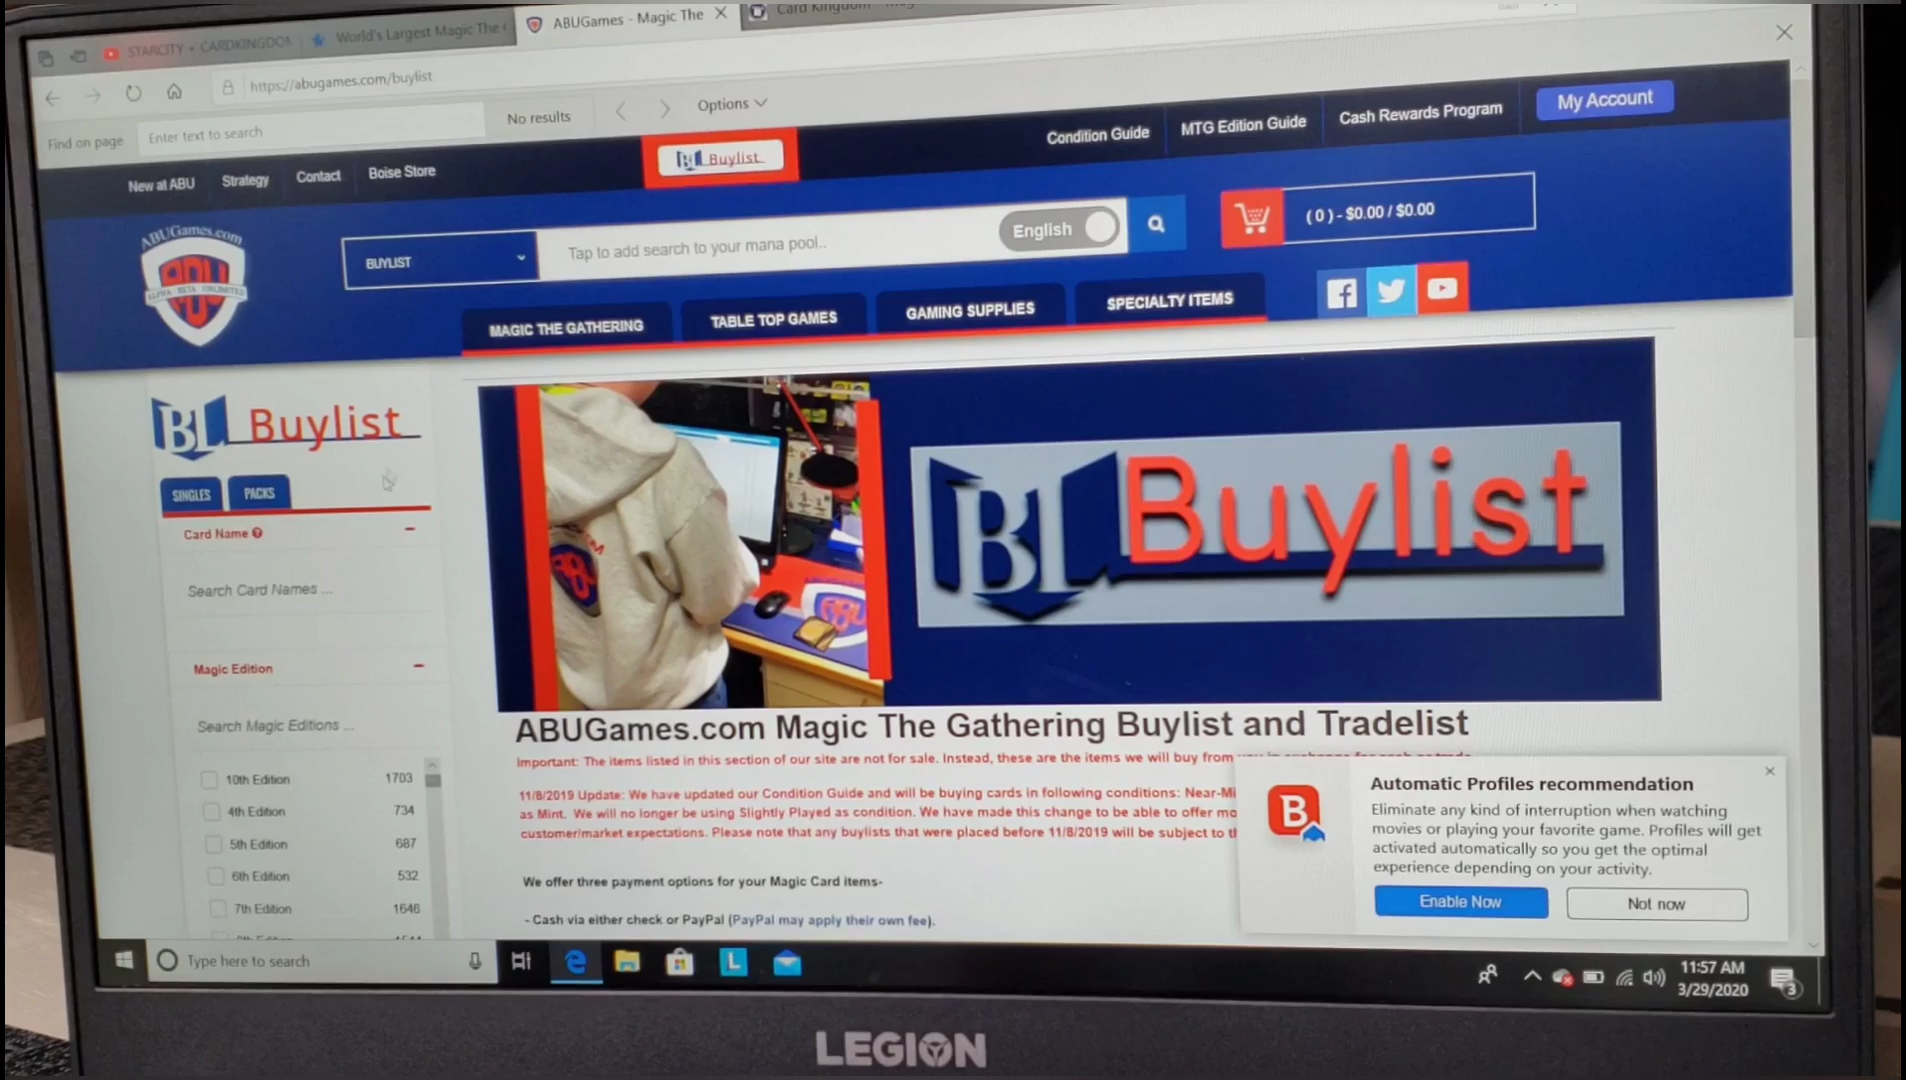 STARCITY • CARDKINGDOM
World's Largest Magic The
ABUGames - Magic The
Card Kingdom
https://abugames.com/buylist
Find on page
Enter text to search
No results
Options
New at ABU
Strategy
Contact
Boise Store
BL Buylist
Condition Guide
MTG Edition Guide
Cash Rewards Program
My Account
ABUGames.com
ABU
ALPHA BETA UNLIMITED
BUYLIST
Tap to add search to your mana pool..
English
( 0 ) - $0.00 / $0.00
MAGIC THE GATHERING
TABLE TOP GAMES
GAMING SUPPLIES
SPECIALTY ITEMS
BL Buylist
SINGLES
PACKS
Card Name
Search Card Names ...
Magic Edition
Search Magic Editions ...
10th Edition 1703
4th Edition 734
5th Edition 687
6th Edition 532
7th Edition 1646
BL Buylist
ABUGames.com Magic The Gathering Buylist and Tradelist
Important: The items listed in this section of our site are not for sale. Instead, these are the items we will buy from
11/8/2019 Update: We have updated our Condition Guide and will be buying cards in following conditions: Near-Mi
as Mint. We will no longer be using Slightly Played as condition. We have made this change to be able to offer mo
customer/market expectations. Please note that any buylists that were placed before 11/8/2019 will be subject to th
We offer three payment options for your Magic Card items-
- Cash via either check or PayPal (PayPal may apply their own fee).
B
Automatic Profiles recommendation
Eliminate any kind of interruption when watching
movies or playing your favorite game. Profiles will get
activated automatically so you get the optimal
experience depending on your activity.
Enable Now
Not now
Type here to search
L
11:57 AM
3/29/2020
3
LEGION